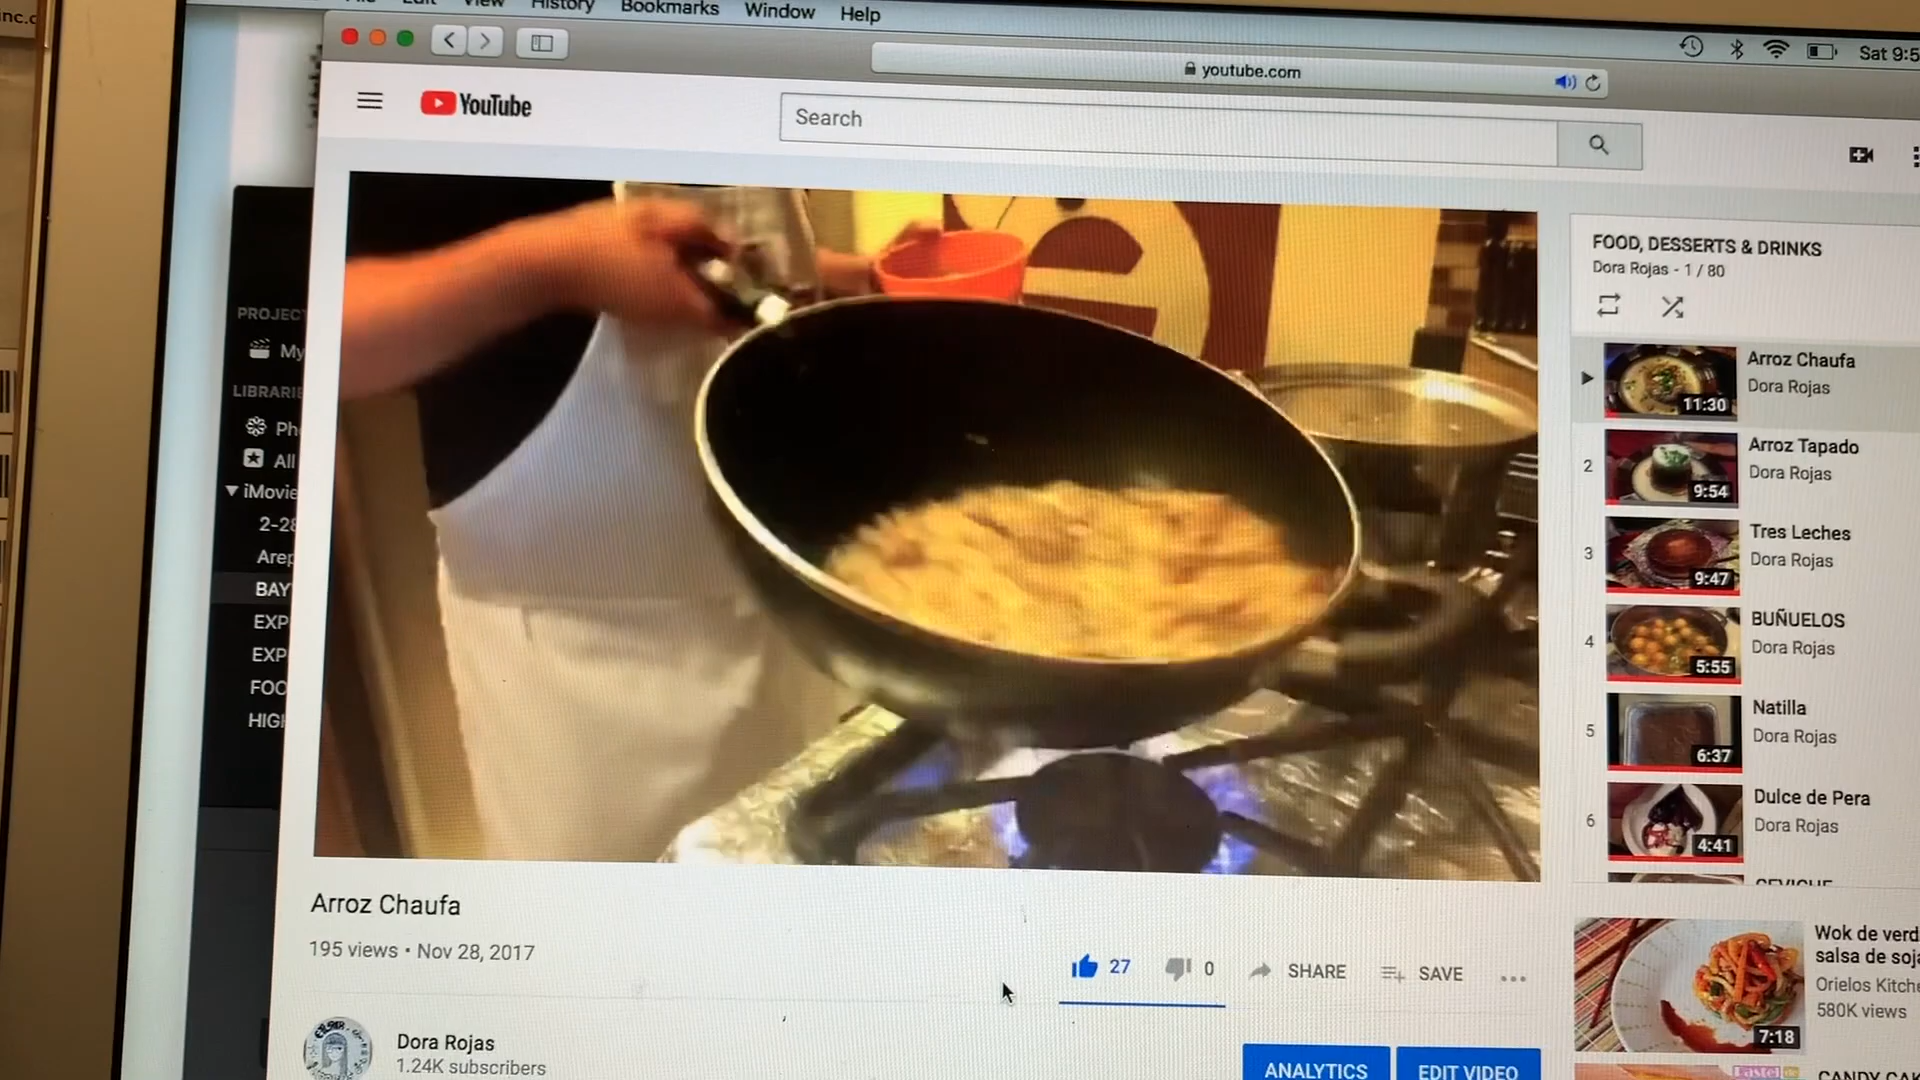 History Bookmarks Window Help
Sat 9:5
youtube.com
YouTube
Search
FOOD, DESSERTS & DRINKS
Dora Rojas - 1 / 80
Arroz Chaufa
Dora Rojas
11:30
2
Arroz Tapado
Dora Rojas
9:54
3
Tres Leches
Dora Rojas
9:47
4
BUÑUELOS
Dora Rojas
5:55
5
Natilla
Dora Rojas
6:37
6
Dulce de Pera
Dora Rojas
4:41
PROJEC
My
LIBRARIE
Ph
All
iMovie
2-28
Arep
BAY
EXP
EXP
FOO
HIGH
Arroz Chaufa
195 views • Nov 28, 2017
27
0
SHARE
SAVE
Dora Rojas
1.24K subscribers
ANALYTICS
EDIT VIDEO
Wok de verd
salsa de soja
Orielos Kitche
580K views
7:18